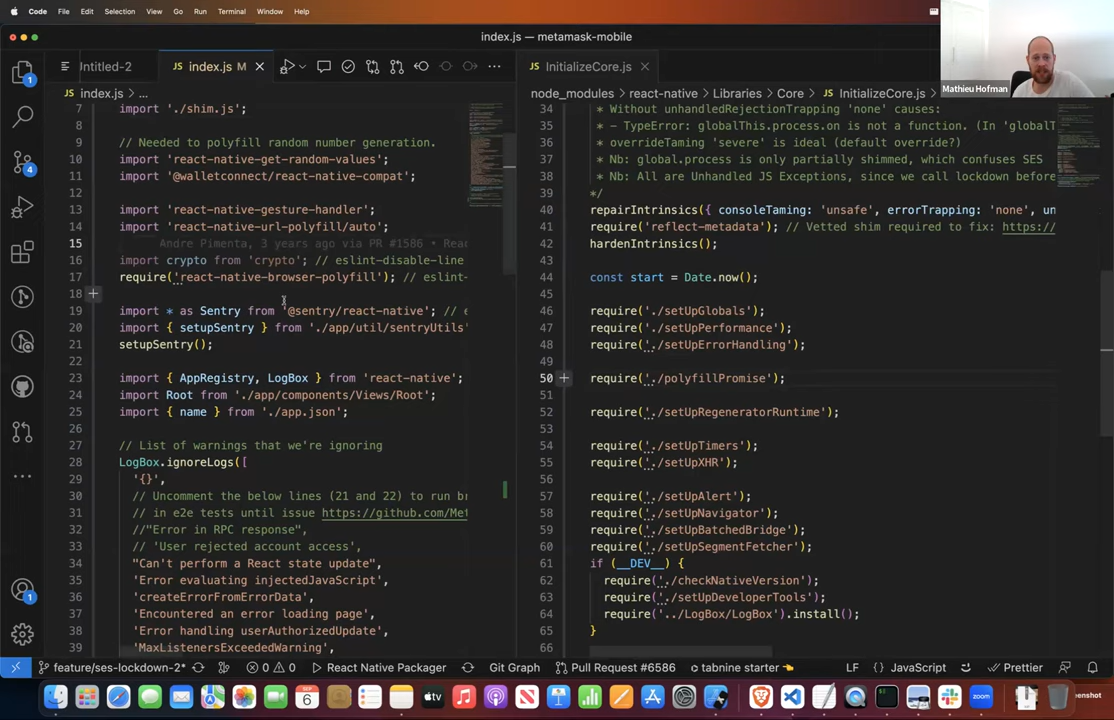 Code File Edit Selection View Go Run Terminal Window Help
index.js — metamask-mobile
Mathieu Hofman
Untitled-2
index.js M
InitializeCore.js
index.js > ...
node_modules > react-native > Libraries > Core > InitializeCore.js > ...
7 import './shim.js';
8
9 // Needed to polyfill random number generation.
10 import 'react-native-get-random-values';
11 import '@walletconnect/react-native-compat';
12
13 import 'react-native-gesture-handler';
14 import 'react-native-url-polyfill/auto';
15 Andre Pimenta, 3 years ago via PR #1586 • Reac
16 import crypto from 'crypto'; // eslint-disable-line
17 require('react-native-browser-polyfill'); // eslint-
18
19 import * as Sentry from '@sentry/react-native'; // e
20 import { setupSentry } from './app/util/sentryUtils'
21 setupSentry();
22
23 import { AppRegistry, LogBox } from 'react-native';
24 import Root from './app/components/Views/Root';
25 import { name } from './app.json';
26
27 // List of warnings that we're ignoring
28 LogBox.ignoreLogs([
29 '{}',
30 // Uncomment the below lines (21 and 22) to run br
31 // in e2e tests until issue https://github.com/Met
32 //"Error in RPC response",
33 // 'User rejected account access',
34 "Can't perform a React state update",
35 'Error evaluating injectedJavaScript',
36 'createErrorFromErrorData',
37 'Encountered an error loading page',
38 'Error handling userAuthorizedUpdate',
39 'MaxListenersExceededWarning',
34 * Without unhandledRejectionTrapping 'none' causes:
35 * - TypeError: globalThis.process.on is not a function. (In 'globalT
36 * overrideTaming 'severe' is ideal (default override?)
37 * Nb: global.process is only partially shimmed, which confuses SES
38 * Nb: All are Unhandled JS Exceptions, since we call lockdown before
39 */
40 repairIntrinsics({ consoleTaming: 'unsafe', errorTrapping: 'none', un
41 require('reflect-metadata'); // Vetted shim required to fix: https://
42 hardenIntrinsics();
43
44 const start = Date.now();
45
46 require('./setUpGlobals');
47 require('./setUpPerformance');
48 require('./setUpErrorHandling');
49
50 require('./polyfillPromise');
51
52 require('./setUpRegeneratorRuntime');
53
54 require('./setUpTimers');
55 require('./setUpXHR');
56
57 require('./setUpAlert');
58 require('./setUpNavigator');
59 require('./setUpBatchedBridge');
60 require('./setUpSegmentFetcher');
61 if (__DEV__) {
62 require('./checkNativeVersion');
63 require('./setUpDeveloperTools');
64 require('../LogBox/LogBox').install();
65 }
66
feature/ses-lockdown-2* 0 0 React Native Packager Git Graph Pull Request #6586 tabnine starter LF {} JavaScript Prettier
SEP
6
tv
zoom
eenshot